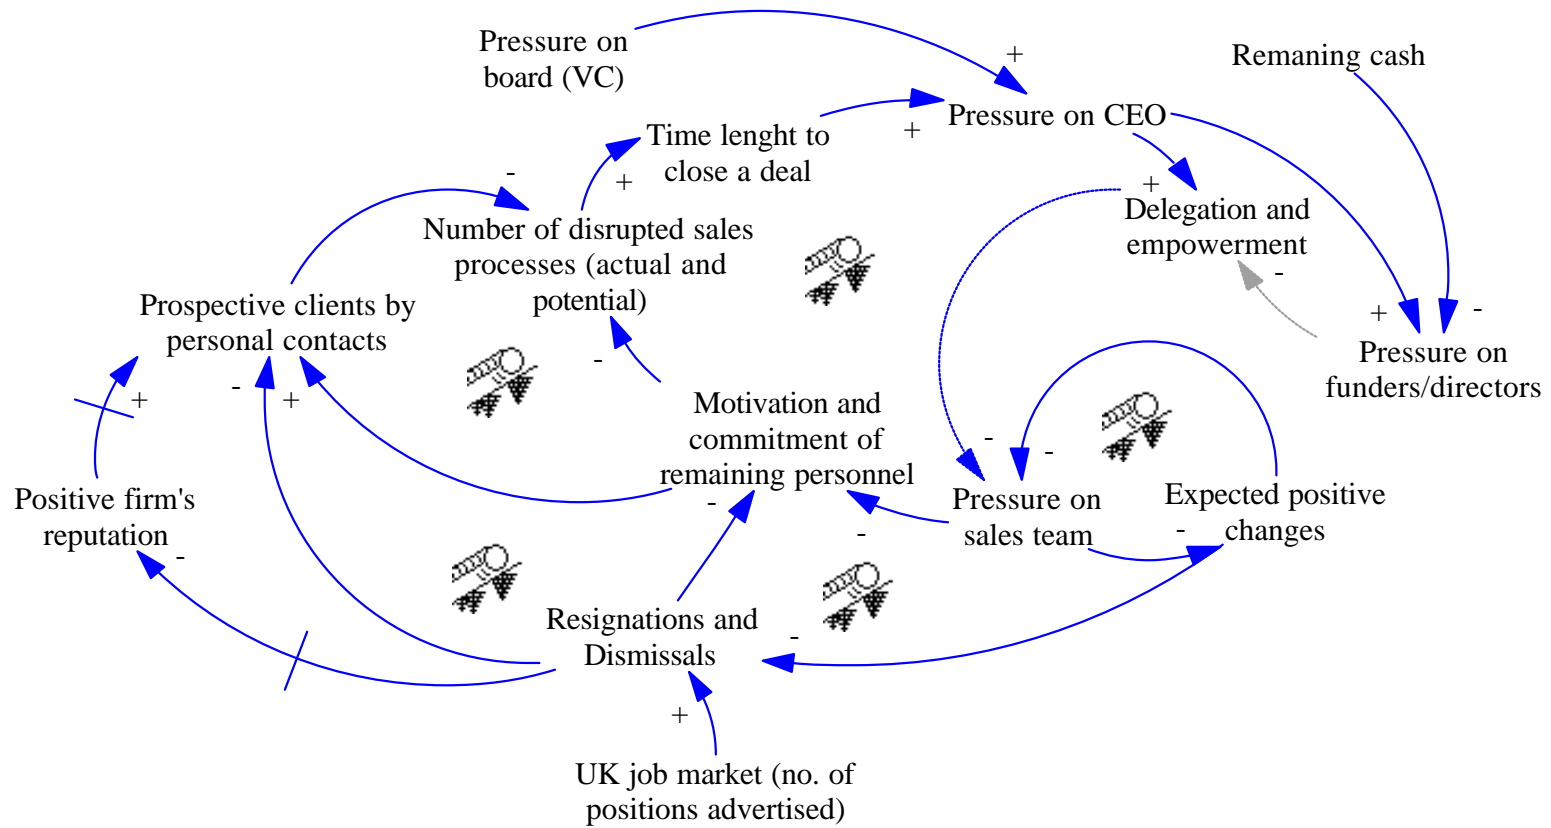 Pressure on
board (VC)
+
Remaning cash
Time lenght to
close a deal
+
Pressure on CEO
-
+
+
Delegation and
empowerment
-
Number of disrupted sales
processes (actual and
potential)
Prospective clients by
personal contacts
-
+
-
Pressure on
funders/directors
-
+
-
+
Motivation and
commitment of
remaining personnel
-
-
-
Positive firm's
reputation
-
Pressure on
sales team
-
-
Expected positive
changes
Resignations and
Dismissals
-
+
UK job market (no. of
positions advertised)